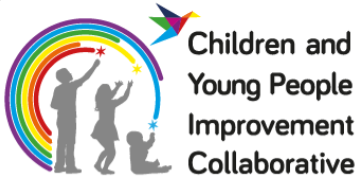 Children and
Young People
Improvement
Collaborative